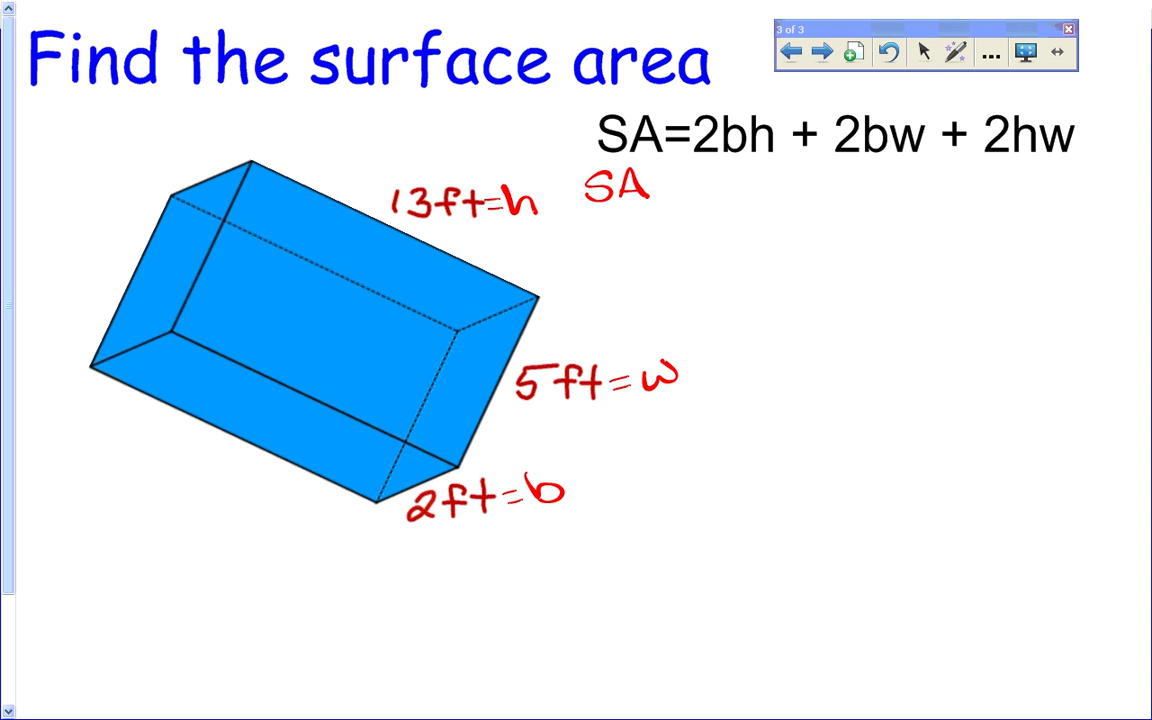 3 of 3
Find the surface area
SA=2bh + 2bw + 2hw
SA
13ft=h
5ft=w
2ft=b